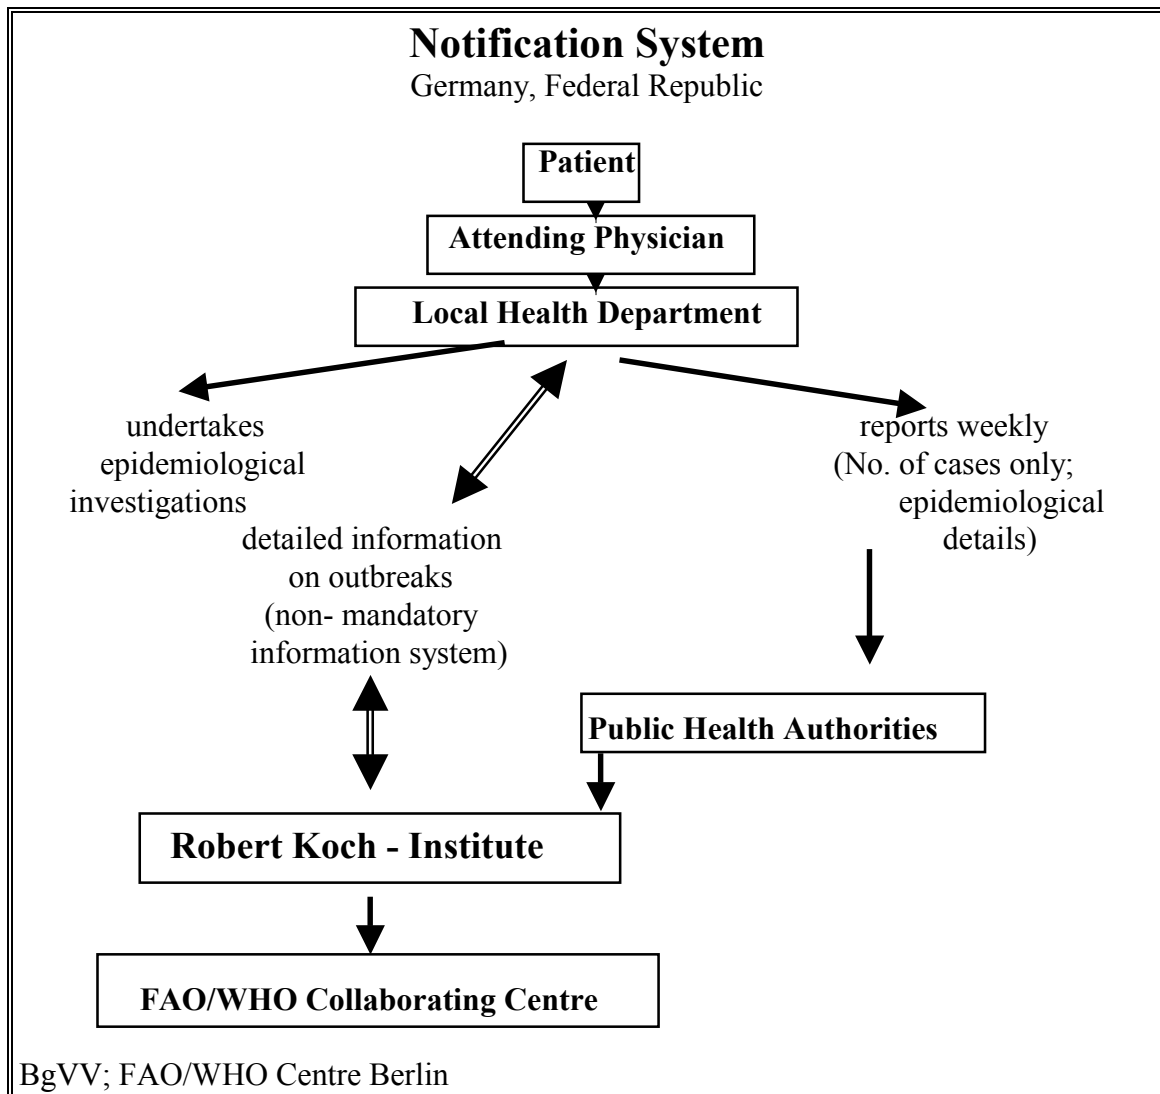 Notification System
Germany, Federal Republic
Patient
Attending Physician
Local Health Department
undertakes
epidemiological
investigations
detailed information
on outbreaks
(non- mandatory
information system)
reports weekly
(No. of cases only;
epidemiological
details)
Public Health Authorities
Robert Koch - Institute
FAO/WHO Collaborating Centre
BgVV; FAO/WHO Centre Berlin